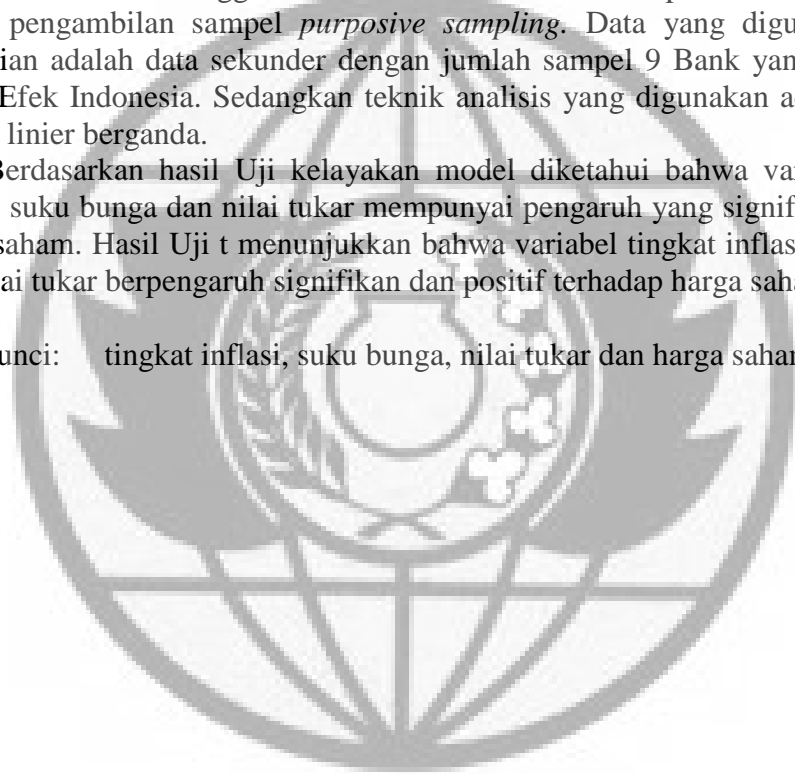 pengambilan sampel purposive sampling. Data yang digu
ian adalah data sekunder dengan jumlah sampel 9 Bank yan
Efek Indonesia. Sedangkan teknik analisis yang digunakan a
linier berganda.
Berdasarkan hasil Uji kelayakan model diketahui bahwa va
suku bunga dan nilai tukar mempunyai pengaruh yang signif
saham. Hasil Uji t menunjukkan bahwa variabel tingkat inflas
ai tukar berpengaruh signifikan dan positif terhadap harga saha
unci: tingkat inflasi, suku bunga, nilai tukar dan harga saham